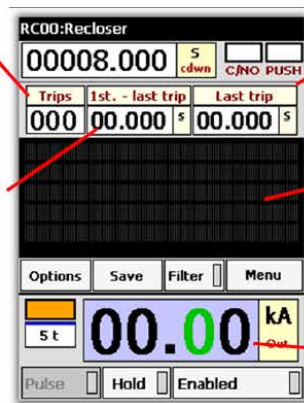 RC00:Recloser
00008.000 s cdwn C/NO PUSH
Trips 1st. - last trip Last trip
000 00.000 s 00.000 s
Options Save Filter Menu
5 t 00.00 kA Out
Pulse Hold Enabled